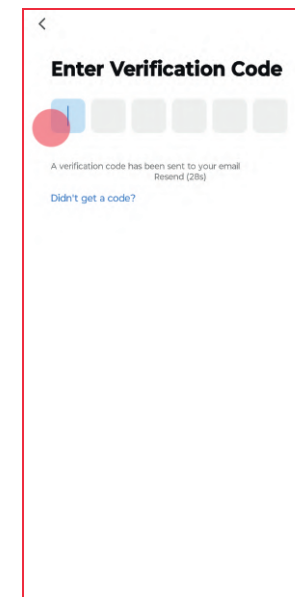 Enter Verification Code
A verification code has been sent to your email
Resend (28s)
Didn't get a code?